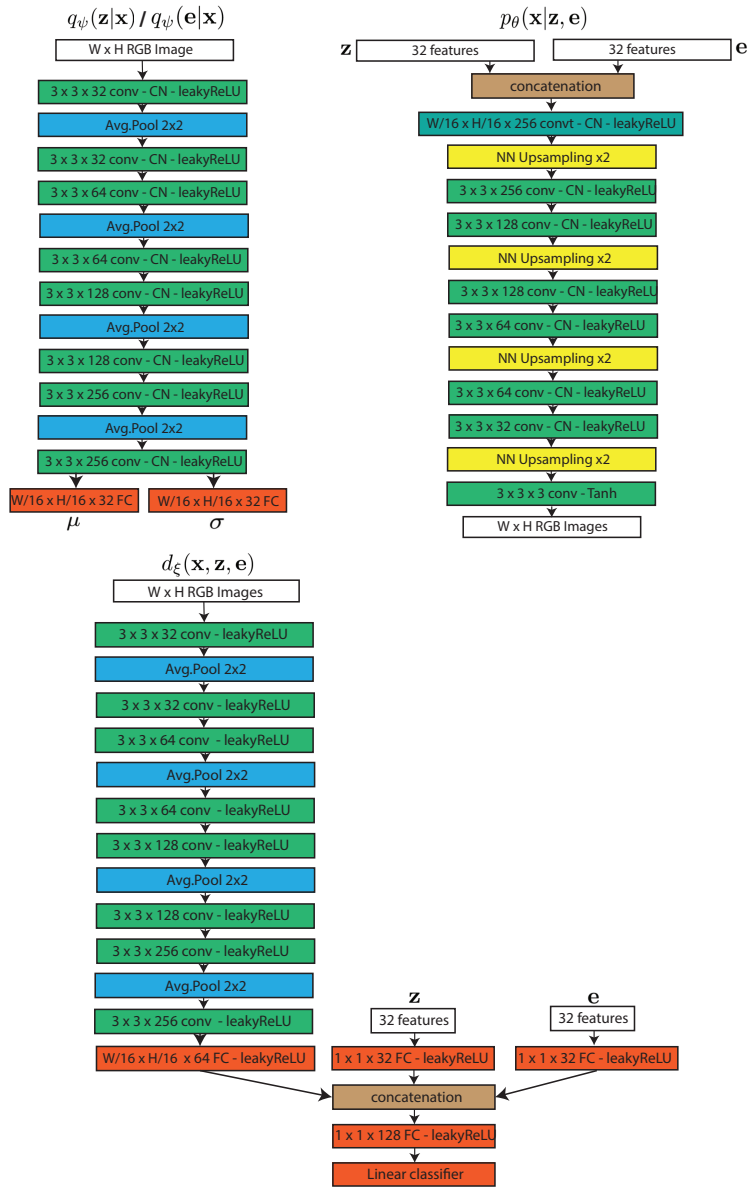 q_ψ(z|x) / q_ψ(e|x)
W x H RGB Image
3 x 3 x 32 conv - CN - leakyReLU
Avg.Pool 2x2
3 x 3 x 32 conv - CN - leakyReLU
3 x 3 x 64 conv - CN - leakyReLU
Avg.Pool 2x2
3 x 3 x 64 conv - CN - leakyReLU
3 x 3 x 128 conv - CN - leakyReLU
Avg.Pool 2x2
3 x 3 x 128 conv - CN - leakyReLU
3 x 3 x 256 conv - CN - leakyReLU
Avg.Pool 2x2
3 x 3 x 256 conv - CN - leakyReLU
W/16 x H/16 x 32 FC W/16 x H/16 x 32 FC
μ σ
p_θ(x|z, e)
z 32 features 32 features e
concatenation
W/16 x H/16 x 256 convt - CN - leakyReLU
NN Upsampling x2
3 x 3 x 256 conv - CN - leakyReLU
3 x 3 x 128 conv - CN - leakyReLU
NN Upsampling x2
3 x 3 x 128 conv - CN - leakyReLU
3 x 3 x 64 conv - CN - leakyReLU
NN Upsampling x2
3 x 3 x 64 conv - CN - leakyReLU
3 x 3 x 32 conv - CN - leakyReLU
NN Upsampling x2
3 x 3 x 3 conv - Tanh
W x H RGB Images
d_ξ(x, z, e)
W x H RGB Images
3 x 3 x 32 conv - leakyReLU
Avg.Pool 2x2
3 x 3 x 32 conv - leakyReLU
3 x 3 x 64 conv - leakyReLU
Avg.Pool 2x2
3 x 3 x 64 conv - leakyReLU
3 x 3 x 128 conv - leakyReLU
Avg.Pool 2x2
3 x 3 x 128 conv - leakyReLU
3 x 3 x 256 conv - leakyReLU
Avg.Pool 2x2
3 x 3 x 256 conv - leakyReLU
W/16 x H/16 x 64 FC - leakyReLU
z
32 features
1 x 1 x 32 FC - leakyReLU
e
32 features
1 x 1 x 32 FC - leakyReLU
concatenation
1 x 1 x 128 FC - leakyReLU
Linear classifier